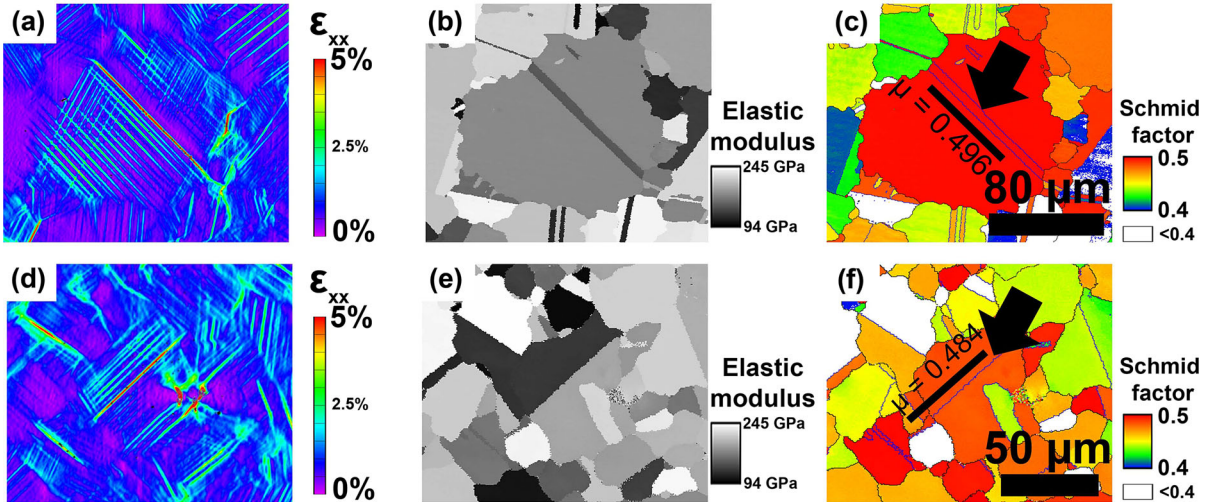 (a)
ε_xx
5%
2.5%
0%
(b)
Elastic
modulus
245 GPa
94 GPa
(c)
μ = 0.496
80 μm
Schmid
factor
0.5
0.4
<0.4
(d)
ε_xx
5%
2.5%
0%
(e)
Elastic
modulus
245 GPa
94 GPa
(f)
μ = 0.484
50 μm
Schmid
factor
0.5
0.4
<0.4